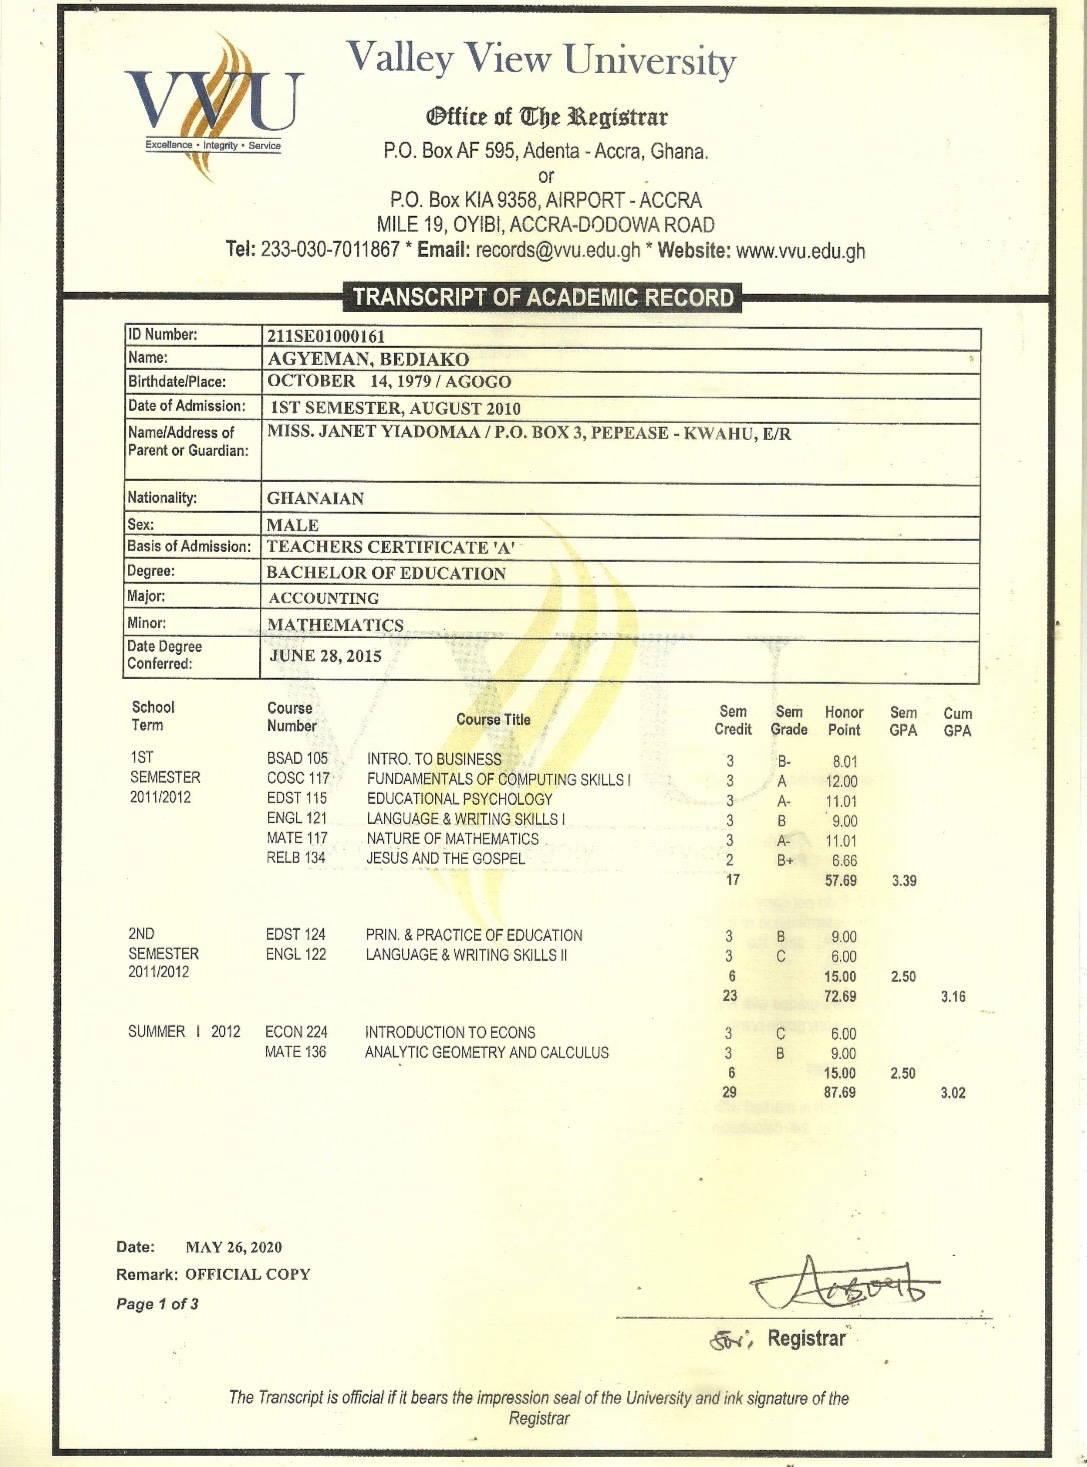 VVU
Excellence • Integrity • Service
Valley View University
Office of The Registrar
P.O. Box AF 595, Adenta - Accra, Ghana.
or
P.O. Box KIA 9358, AIRPORT - ACCRA
MILE 19, OYIBI, ACCRA-DODOWA ROAD
Tel: 233-030-7011867 * Email: records@vvu.edu.gh * Website: www.vvu.edu.gh
TRANSCRIPT OF ACADEMIC RECORD
ID Number: 211SE01000161
Name: AGYEMAN, BEDIAKO
Birthdate/Place: OCTOBER 14, 1979 / AGOGO
Date of Admission: 1ST SEMESTER, AUGUST 2010
Name/Address of MISS. JANET YIADOMAA / P.O. BOX 3, PEPEASE - KWAHU, E/R
Parent or Guardian:
Nationality: GHANAIAN
Sex: MALE
Basis of Admission: TEACHERS CERTIFICATE 'A'
Degree: BACHELOR OF EDUCATION
Major: ACCOUNTING
Minor: MATHEMATICS
Date Degree
Conferred: JUNE 28, 2015
School Course Course Title Sem Sem Honor Sem Cum
Term Number Credit Grade Point GPA GPA
1ST BSAD 105 INTRO. TO BUSINESS 3 B- 8.01
SEMESTER COSC 117 FUNDAMENTALS OF COMPUTING SKILLS I 3 A 12.00
2011/2012 EDST 115 EDUCATIONAL PSYCHOLOGY 3 A- 11.01
ENGL 121 LANGUAGE & WRITING SKILLS I 3 B 9.00
MATE 117 NATURE OF MATHEMATICS 3 A- 11.01
RELB 134 JESUS AND THE GOSPEL 2 B+ 6.66
17 57.69 3.39
2ND EDST 124 PRIN. & PRACTICE OF EDUCATION 3 B 9.00
SEMESTER ENGL 122 LANGUAGE & WRITING SKILLS II 3 C 6.00
2011/2012 6 15.00 2.50
23 72.69 3.16
SUMMER I 2012 ECON 224 INTRODUCTION TO ECONS 3 C 6.00
MATE 136 ANALYTIC GEOMETRY AND CALCULUS 3 B 9.00
6 15.00 2.50
29 87.69 3.02
Date: MAY 26, 2020
Remark: OFFICIAL COPY
Page 1 of 3
for: Registrar
The Transcript is official if it bears the impression seal of the University and ink signature of the
Registrar